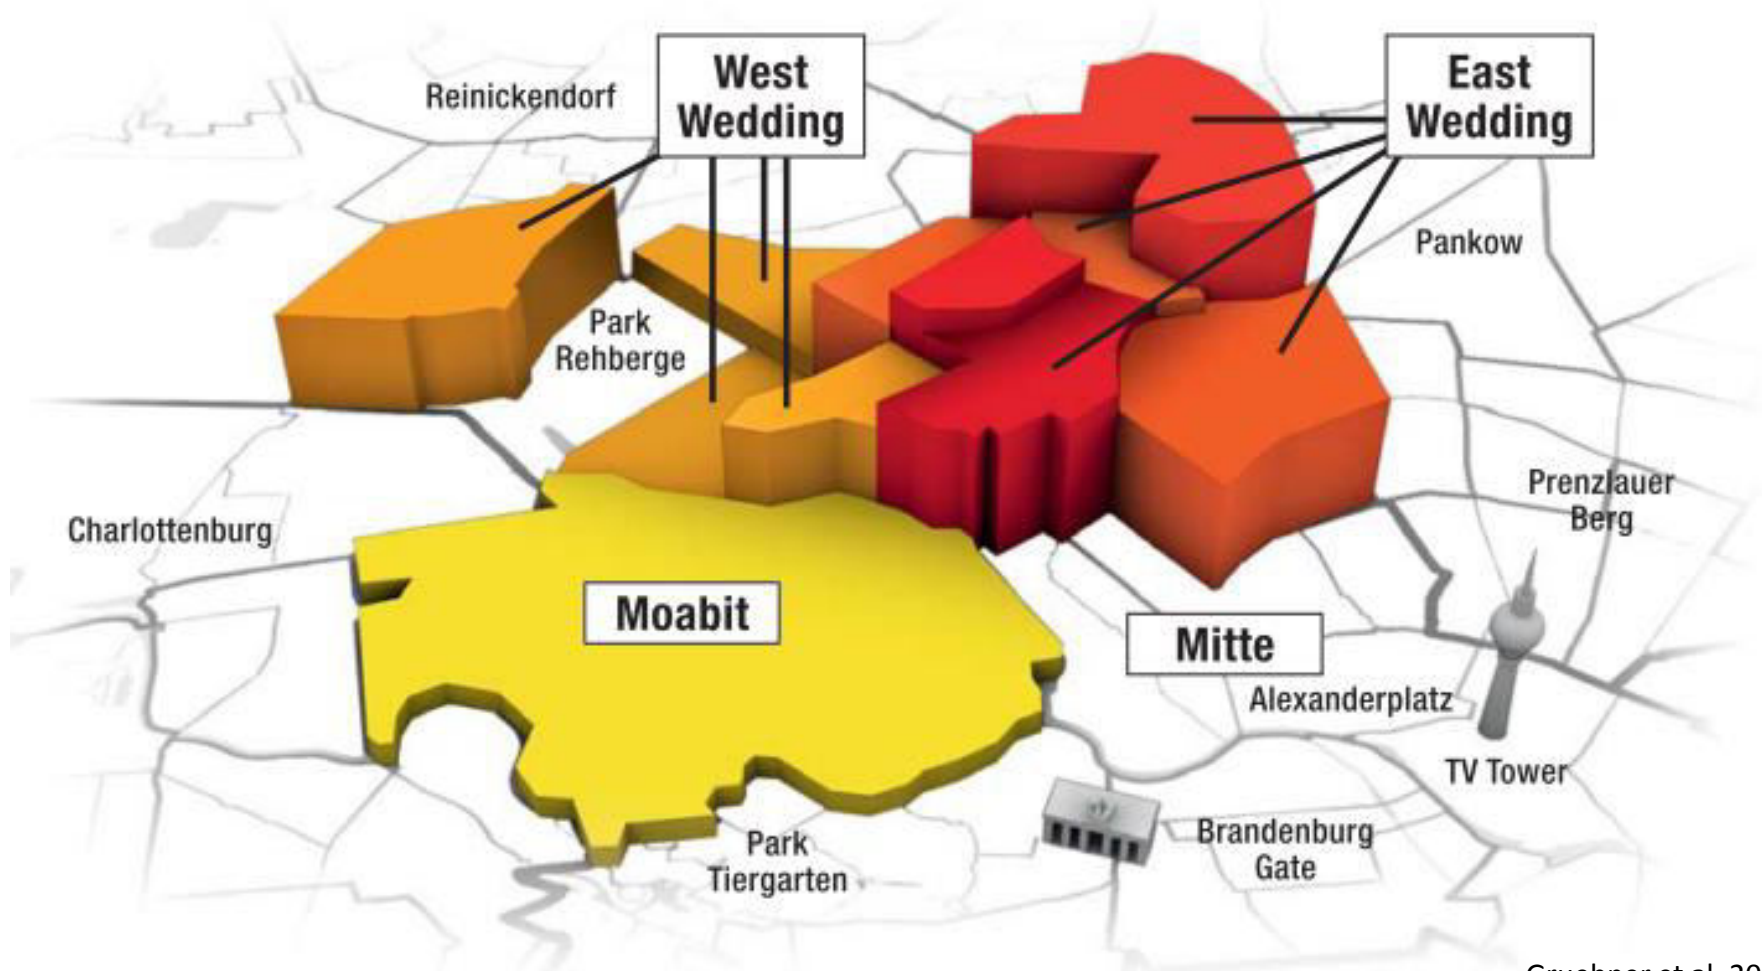 West
Wedding
East
Wedding
Reinickendorf
Pankow
Park
Rehberge
Prenzlauer
Berg
Charlottenburg
Moabit
Mitte
Alexanderplatz
TV Tower
Brandenburg
Gate
Park
Tiergarten